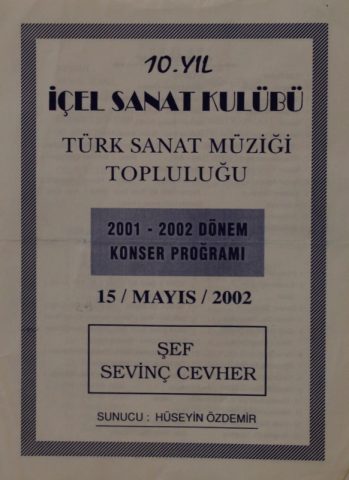 10.YIL
İÇEL SANAT KULÜBÜ
TÜRK SANAT MÜZİĞİ
TOPLULUĞU
2001 - 2002 DÖNEM
KONSER PROĞRAMI
15 / MAYIS / 2002
ŞEF
SEVİNÇ CEVHER
SUNUCU : HÜSEYİN ÖZDEMİR